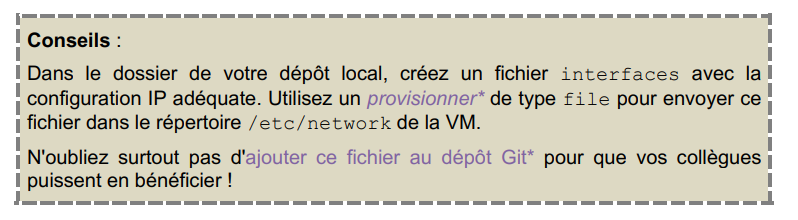 Conseils :
Dans le dossier de votre dépôt local, créez un fichier interfaces avec la
configuration IP adéquate. Utilisez un provisionner* de type file pour envoyer ce
fichier dans le répertoire /etc/network de la VM.
N'oubliez surtout pas d'ajouter ce fichier au dépôt Git* pour que vos collègues
puissent en bénéficier !